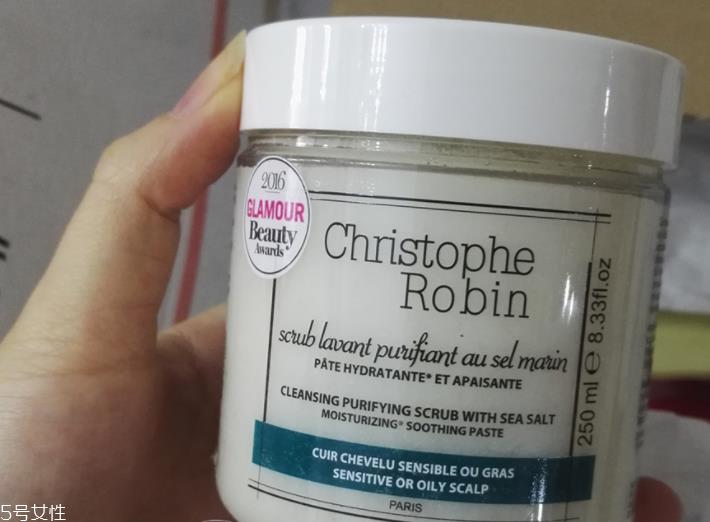 2016
GLAMOUR
Beauty
Awards
Christophe
Robin
scrub lavant purifiant au sel marin
PÂTE HYDRATANTE* ET APAISANTE
CLEANSING PURIFYING SCRUB WITH SEA SALT
MOISTURIZING* SOOTHING PASTE
CUIR CHEVELU SENSIBLE OU GRAS
SENSITIVE OR OILY SCALP
PARIS
250 ml ℮ 8.33fl.oz
5号女性